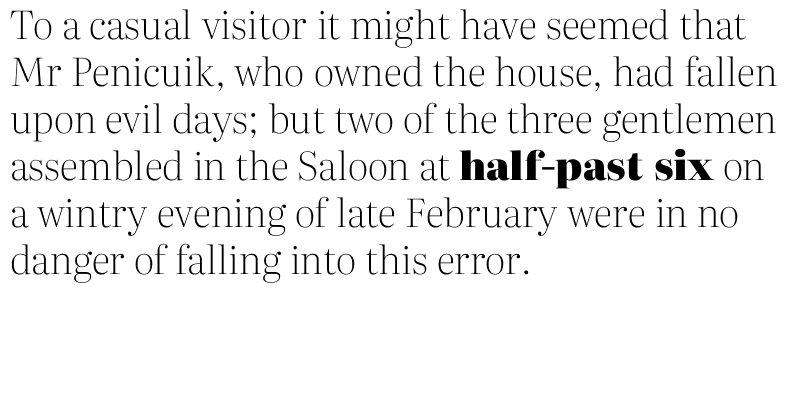 To a casual visitor it might have seemed that
Mr Penicuik, who owned the house, had fallen
upon evil days; but two of the three gentlemen
assembled in the Saloon at half-past six on
a wintry evening of late February were in no
danger of falling into this error.